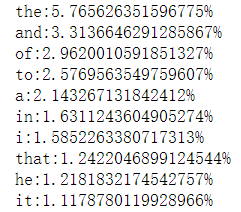 the:5.765626351596775%
and:3.3136646291285867%
of:2.9620010591851327%
to:2.5769563549759607%
a:2.143267131842412%
in:1.6311243604905274%
i:1.5852263380717313%
that:1.2422046899124544%
he:1.2181832174542757%
it:1.1178780119928966%